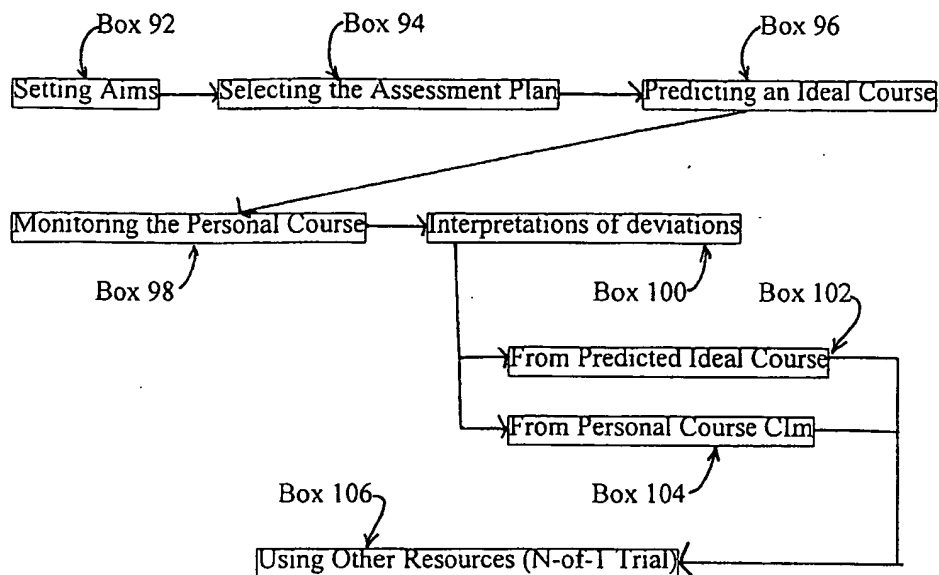 Box 92
Box 94
Box 96
Setting Aims
Selecting the Assessment Plan
Predicting an Ideal Course
Monitoring the Personal Course
Interpretations of deviations
Box 98
Box 100
Box 102
From Predicted Ideal Course
From Personal Course CIm
Box 104
Box 106
Using Other Resources (N-of-1 Trial)